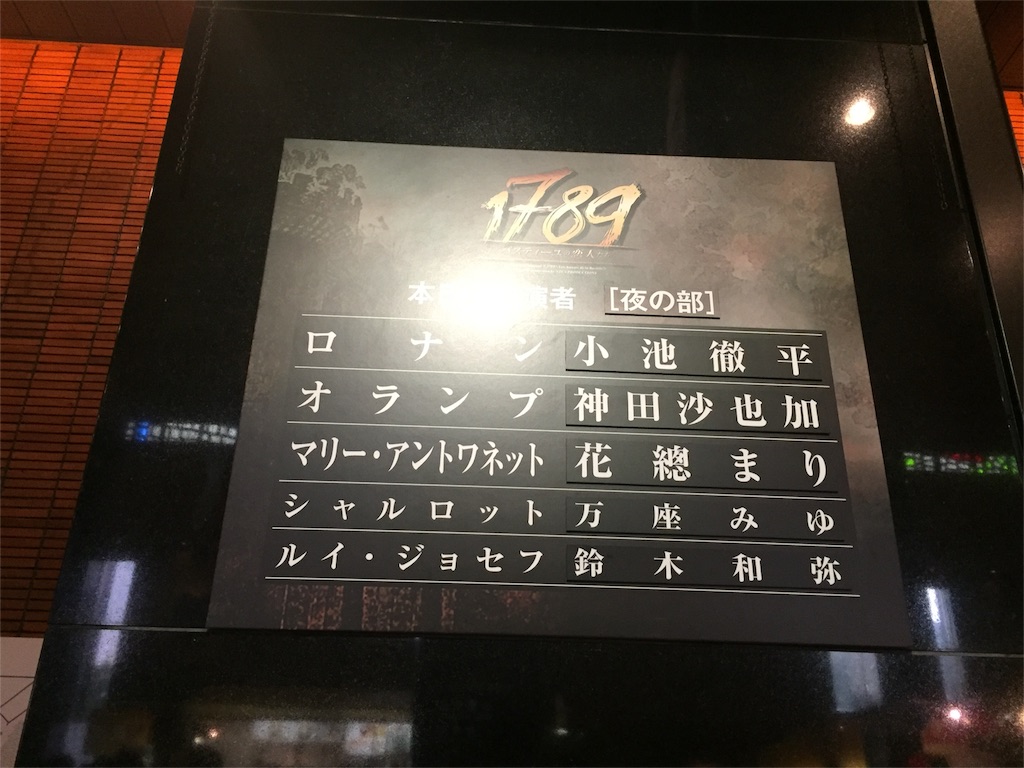 1789
本 演者 [夜の部]
ロナン 小池徹平
オランプ 神田沙也加
マリー・アントワネット 花總まり
シャルロット 万座みゆ
ルイ・ジョセフ 鈴木和弥